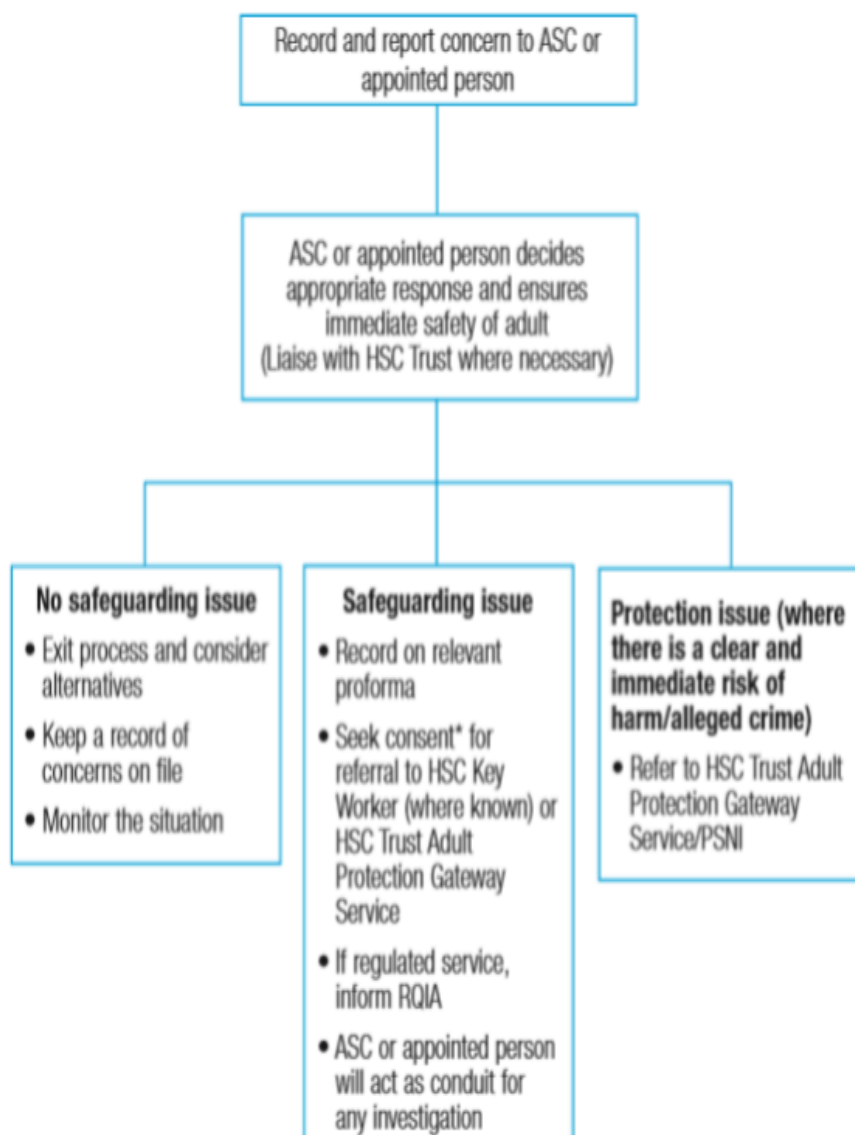 Record and report concern to ASC or
appointed person
ASC or appointed person decides
appropriate response and ensures
immediate safety of adult
(Liaise with HSC Trust where necessary)
No safeguarding issue
• Exit process and consider
alternatives
• Keep a record of
concerns on file
• Monitor the situation
Safeguarding issue
• Record on relevant
proforma
• Seek consent* for
referral to HSC Key
Worker (where known) or
HSC Trust Adult
Protection Gateway
Service
• If regulated service,
inform RQIA
• ASC or appointed person
will act as conduit for
any investigation
Protection issue (where
there is a clear and
immediate risk of
harm/alleged crime)
• Refer to HSC Trust Adult
Protection Gateway
Service/PSNI